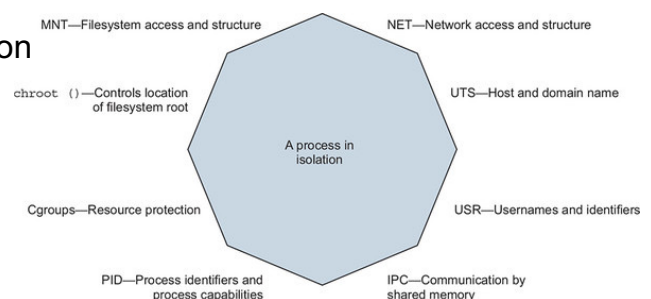 MNT—Filesystem access and structure
NET—Network access and structure
on
chroot ()—Controls location
of filesystem root
UTS—Host and domain name
A process in
isolation
Cgroups—Resource protection
USR—Usernames and identifiers
PID—Process identifiers and
process capabilities
IPC—Communication by
shared memory